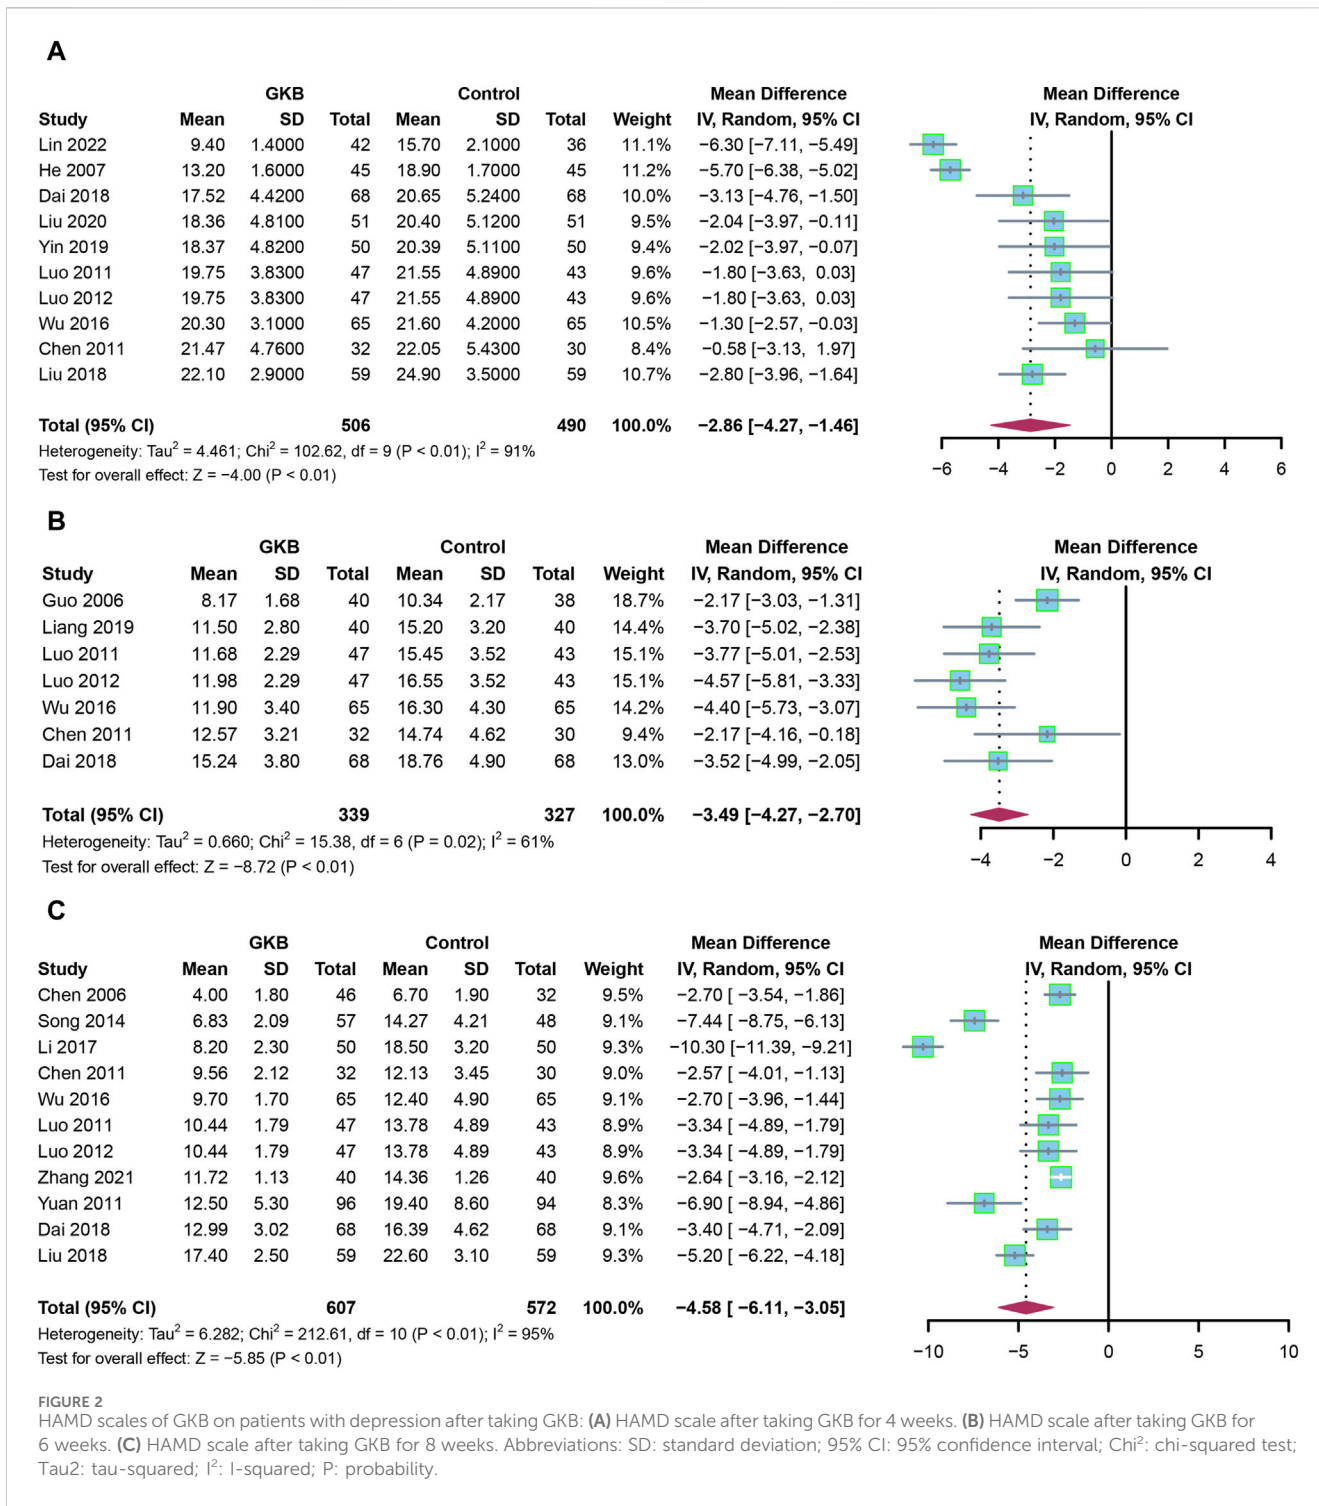 A
GKB Control Mean Difference Mean Difference
Study Mean SD Total Mean SD Total Weight IV, Random, 95% CI IV, Random, 95% CI
Lin 2022 9.40 1.4000 42 15.70 2.1000 36 11.1% −6.30 [−7.11, −5.49]
He 2007 13.20 1.6000 45 18.90 1.7000 45 11.2% −5.70 [−6.38, −5.02]
Dai 2018 17.52 4.4200 68 20.65 5.2400 68 10.0% −3.13 [−4.76, −1.50]
Liu 2020 18.36 4.8100 51 20.40 5.1200 51 9.5% −2.04 [−3.97, −0.11]
Yin 2019 18.37 4.8200 50 20.39 5.1100 50 9.4% −2.02 [−3.97, −0.07]
Luo 2011 19.75 3.8300 47 21.55 4.8900 43 9.6% −1.80 [−3.63, 0.03]
Luo 2012 19.75 3.8300 47 21.55 4.8900 43 9.6% −1.80 [−3.63, 0.03]
Wu 2016 20.30 3.1000 65 21.60 4.2000 65 10.5% −1.30 [−2.57, −0.03]
Chen 2011 21.47 4.7600 32 22.05 5.4300 30 8.4% −0.58 [−3.13, 1.97]
Liu 2018 22.10 2.9000 59 24.90 3.5000 59 10.7% −2.80 [−3.96, −1.64]
Total (95% CI) 506 490 100.0% −2.86 [−4.27, −1.46]
Heterogeneity: Tau² = 4.461; Chi² = 102.62, df = 9 (P < 0.01); I² = 91%
Test for overall effect: Z = −4.00 (P < 0.01)
−6 −4 −2 0 2 4 6
B
GKB Control Mean Difference Mean Difference
Study Mean SD Total Mean SD Total Weight IV, Random, 95% CI IV, Random, 95% CI
Guo 2006 8.17 1.68 40 10.34 2.17 38 18.7% −2.17 [−3.03, −1.31]
Liang 2019 11.50 2.80 40 15.20 3.20 40 14.4% −3.70 [−5.02, −2.38]
Luo 2011 11.68 2.29 47 15.45 3.52 43 15.1% −3.77 [−5.01, −2.53]
Luo 2012 11.98 2.29 47 16.55 3.52 43 15.1% −4.57 [−5.81, −3.33]
Wu 2016 11.90 3.40 65 16.30 4.30 65 14.2% −4.40 [−5.73, −3.07]
Chen 2011 12.57 3.21 32 14.74 4.62 30 9.4% −2.17 [−4.16, −0.18]
Dai 2018 15.24 3.80 68 18.76 4.90 68 13.0% −3.52 [−4.99, −2.05]
Total (95% CI) 339 327 100.0% −3.49 [−4.27, −2.70]
Heterogeneity: Tau² = 0.660; Chi² = 15.38, df = 6 (P = 0.02); I² = 61%
Test for overall effect: Z = −8.72 (P < 0.01)
−4 −2 0 2 4
C
GKB Control Mean Difference Mean Difference
Study Mean SD Total Mean SD Total Weight IV, Random, 95% CI IV, Random, 95% CI
Chen 2006 4.00 1.80 46 6.70 1.90 32 9.5% −2.70 [ −3.54, −1.86]
Song 2014 6.83 2.09 57 14.27 4.21 48 9.1% −7.44 [ −8.75, −6.13]
Li 2017 8.20 2.30 50 18.50 3.20 50 9.3% −10.30 [−11.39, −9.21]
Chen 2011 9.56 2.12 32 12.13 3.45 30 9.0% −2.57 [ −4.01, −1.13]
Wu 2016 9.70 1.70 65 12.40 4.90 65 9.1% −2.70 [ −3.96, −1.44]
Luo 2011 10.44 1.79 47 13.78 4.89 43 8.9% −3.34 [ −4.89, −1.79]
Luo 2012 10.44 1.79 47 13.78 4.89 43 8.9% −3.34 [ −4.89, −1.79]
Zhang 2021 11.72 1.13 40 14.36 1.26 40 9.6% −2.64 [ −3.16, −2.12]
Yuan 2011 12.50 5.30 96 19.40 8.60 94 8.3% −6.90 [ −8.94, −4.86]
Dai 2018 12.99 3.02 68 16.39 4.62 68 9.1% −3.40 [ −4.71, −2.09]
Liu 2018 17.40 2.50 59 22.60 3.10 59 9.3% −5.20 [ −6.22, −4.18]
Total (95% CI) 607 572 100.0% −4.58 [ −6.11, −3.05]
Heterogeneity: Tau² = 6.282; Chi² = 212.61, df = 10 (P < 0.01); I² = 95%
Test for overall effect: Z = −5.85 (P < 0.01)
−10 −5 0 5 10
FIGURE 2
HAMD scales of GKB on patients with depression after taking GKB: (A) HAMD scale after taking GKB for 4 weeks. (B) HAMD scale after taking GKB for
6 weeks. (C) HAMD scale after taking GKB for 8 weeks. Abbreviations: SD: standard deviation; 95% CI: 95% confidence interval; Chi²: chi-squared test;
Tau2: tau-squared; I²: I-squared; P: probability.